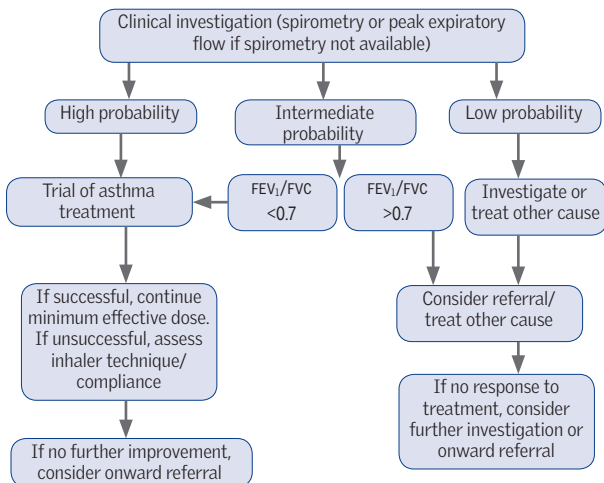 Clinical investigation (spirometry or peak expiratory
flow if spirometry not available)
High probability
Intermediate
probability
Low probability
Trial of asthma
treatment
FEV₁/FVC
<0.7
FEV₁/FVC
>0.7
Investigate or
treat other cause
If successful, continue
minimum effective dose.
If unsuccessful, assess
inhaler technique/
compliance
Consider referral/
treat other cause
If no further improvement,
consider onward referral
If no response to
treatment, consider
further investigation or
onward referral